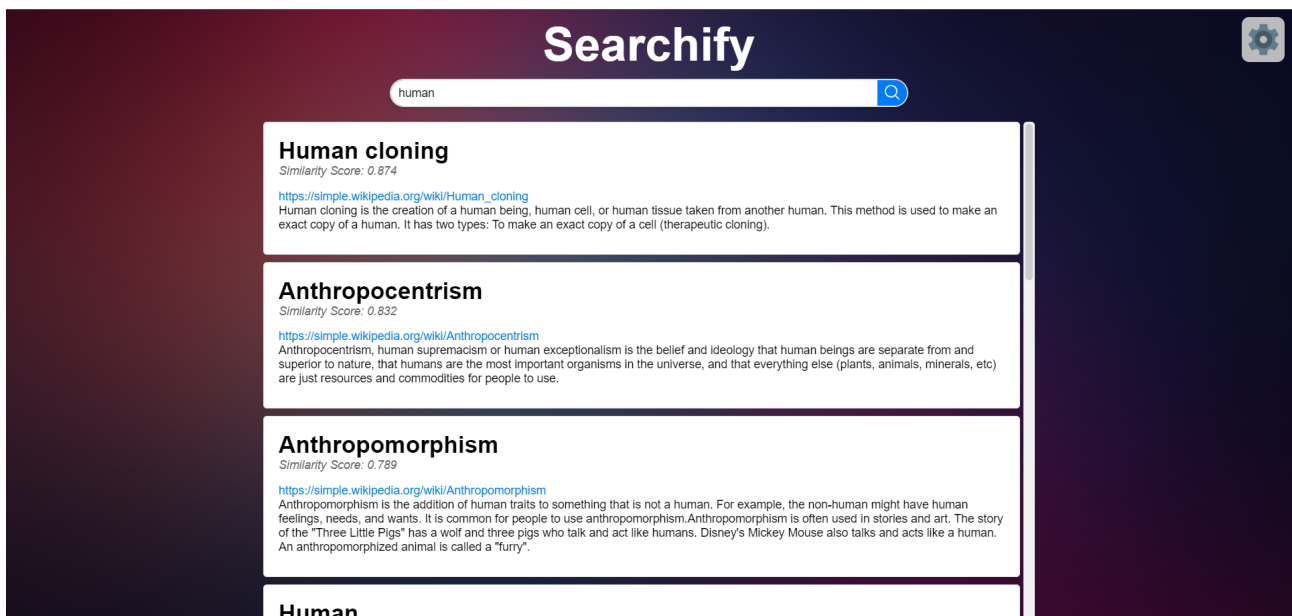 Searchify
human
Human cloning
Similarity Score: 0.874
https://simple.wikipedia.org/wiki/Human_cloning
Human cloning is the creation of a human being, human cell, or human tissue taken from another human. This method is used to make an
exact copy of a human. It has two types: To make an exact copy of a cell (therapeutic cloning).
Anthropocentrism
Similarity Score: 0.832
https://simple.wikipedia.org/wiki/Anthropocentrism
Anthropocentrism, human supremacism or human exceptionalism is the belief and ideology that human beings are separate from and
superior to nature, that humans are the most important organisms in the universe, and that everything else (plants, animals, minerals, etc)
are just resources and commodities for people to use.
Anthropomorphism
Similarity Score: 0.789
https://simple.wikipedia.org/wiki/Anthropomorphism
Anthropomorphism is the addition of human traits to something that is not a human. For example, the non-human might have human
feelings, needs, and wants. It is common for people to use anthropomorphism.Anthropomorphism is often used in stories and art. The story
of the "Three Little Pigs" has a wolf and three pigs who talk and act like humans. Disney's Mickey Mouse also talks and acts like a human.
An anthropomorphized animal is called a "furry".
Human